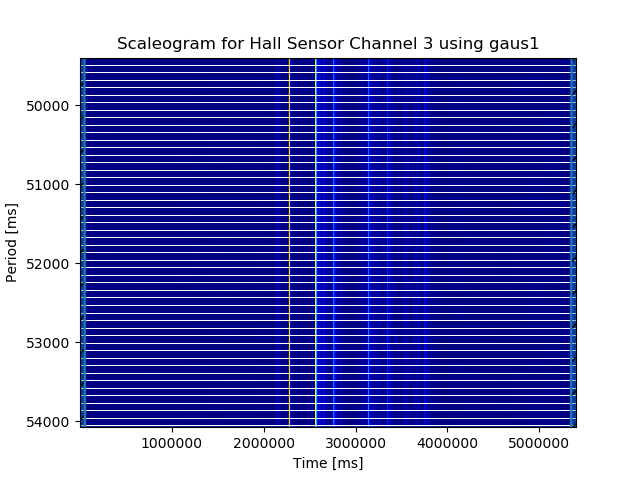 Scaleogram for Hall Sensor Channel 3 using gaus1
50000
51000
52000
53000
54000
Period [ms]
1000000 2000000 3000000 4000000 5000000
Time [ms]